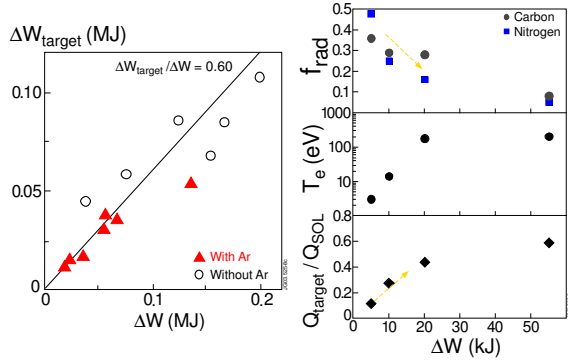 ΔW_target (MJ)
ΔW_target/ΔW = 0.60
0.10
0.05
0
With Ar
Without Ar
0
0.1
0.2
ΔW (MJ)
Carbon
Nitrogen
f_rad
0.5
0.4
0.3
0.2
0.1
1000
T_e (eV)
100
10
Q_target / Q_SOL
0.8
0.6
0.4
0.2
0.0
0
10
20
30
40
50
ΔW (kJ)